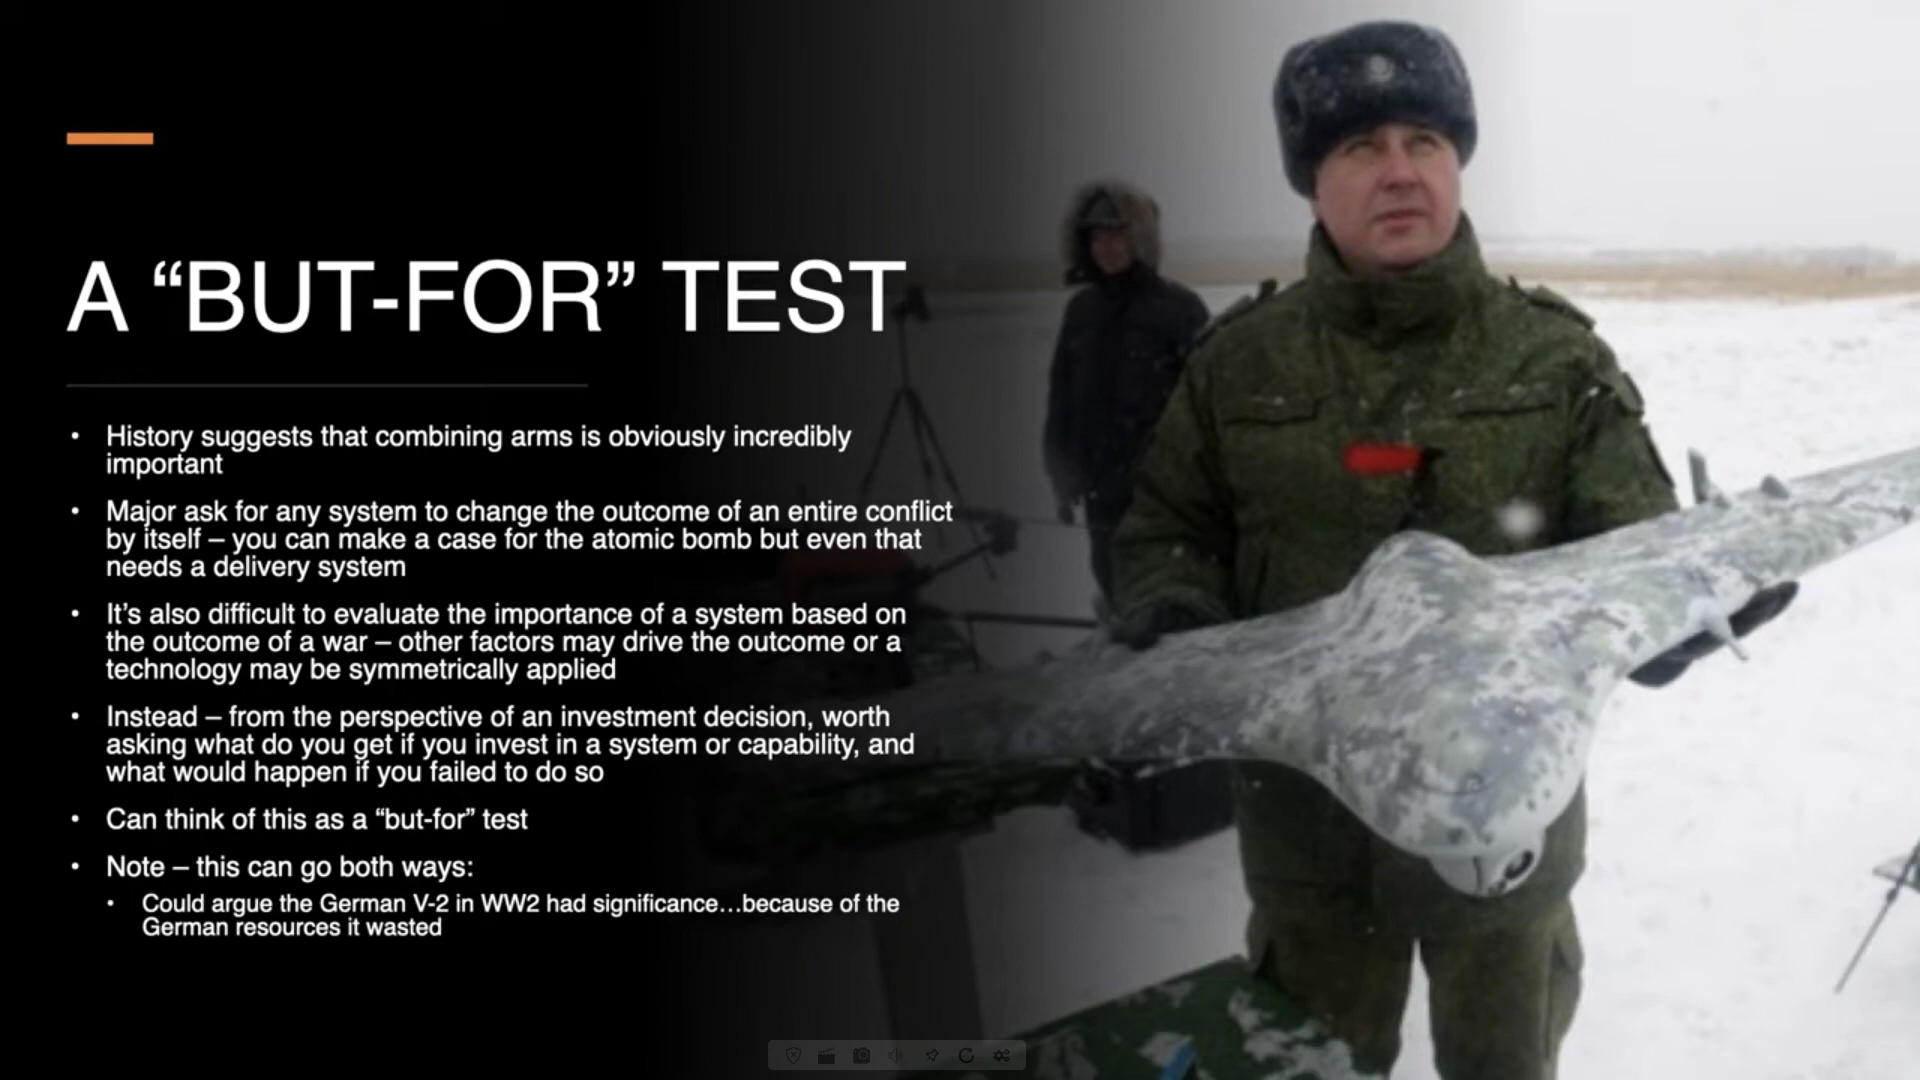 A “BUT-FOR” TEST
• History suggests that combining arms is obviously incredibly
important
• Major ask for any system to change the outcome of an entire conflict
by itself – you can make a case for the atomic bomb but even that
needs a delivery system
• It’s also difficult to evaluate the importance of a system based on
the outcome of a war – other factors may drive the outcome or a
technology may be symmetrically applied
• Instead – from the perspective of an investment decision, worth
asking what do you get if you invest in a system or capability, and
what would happen if you failed to do so
• Can think of this as a “but-for” test
• Note – this can go both ways:
• Could argue the German V-2 in WW2 had significance…because of the
German resources it wasted